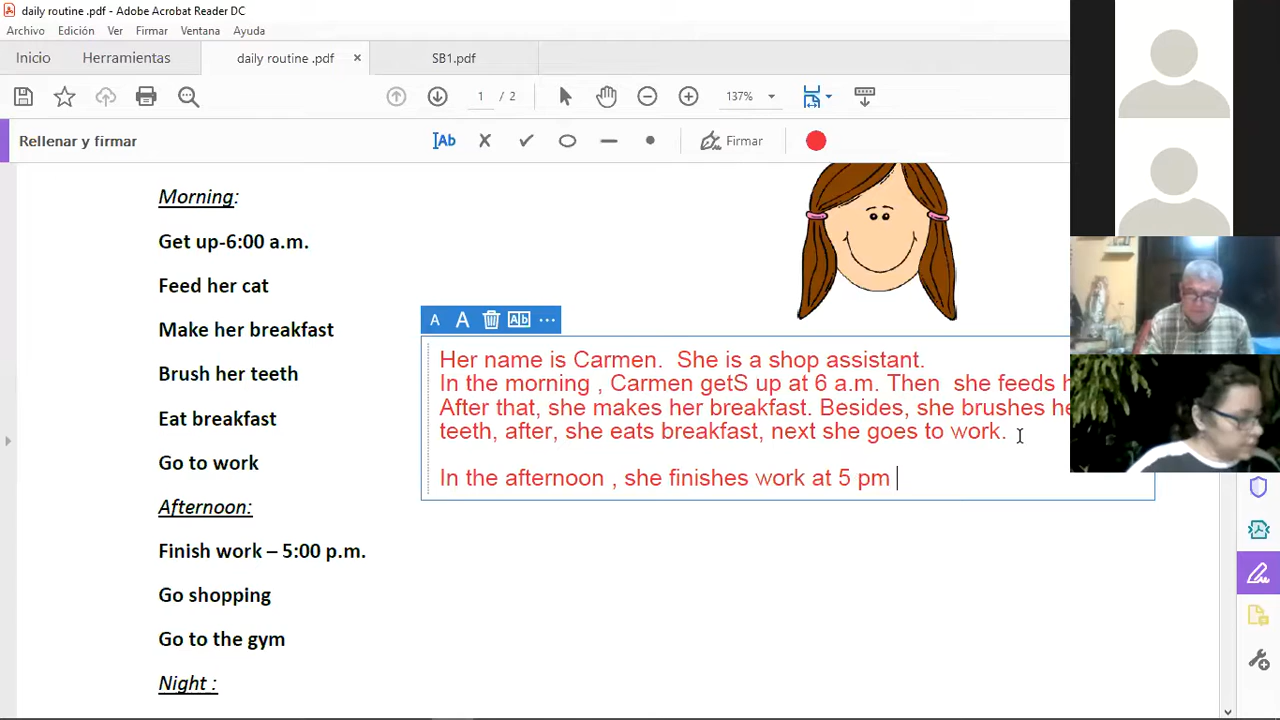 daily routine .pdf - Adobe Acrobat Reader DC
Archivo Edición Ver Firmar Ventana Ayuda
Inicio Herramientas daily routine .pdf × SB1.pdf
1 / 2 137%
Rellenar y firmar Ab Firmar
Morning:
Get up-6:00 a.m.
Feed her cat
Make her breakfast
Brush her teeth
Eat breakfast
Go to work
Afternoon:
Finish work – 5:00 p.m.
Go shopping
Go to the gym
Night :
A A Ab ...
Her name is Carmen. She is a shop assistant.
In the morning , Carmen getS up at 6 a.m. Then she feeds
After that, she makes her breakfast. Besides, she brushes
teeth, after, she eats breakfast, next she goes to work.
In the afternoon , she finishes work at 5 pm